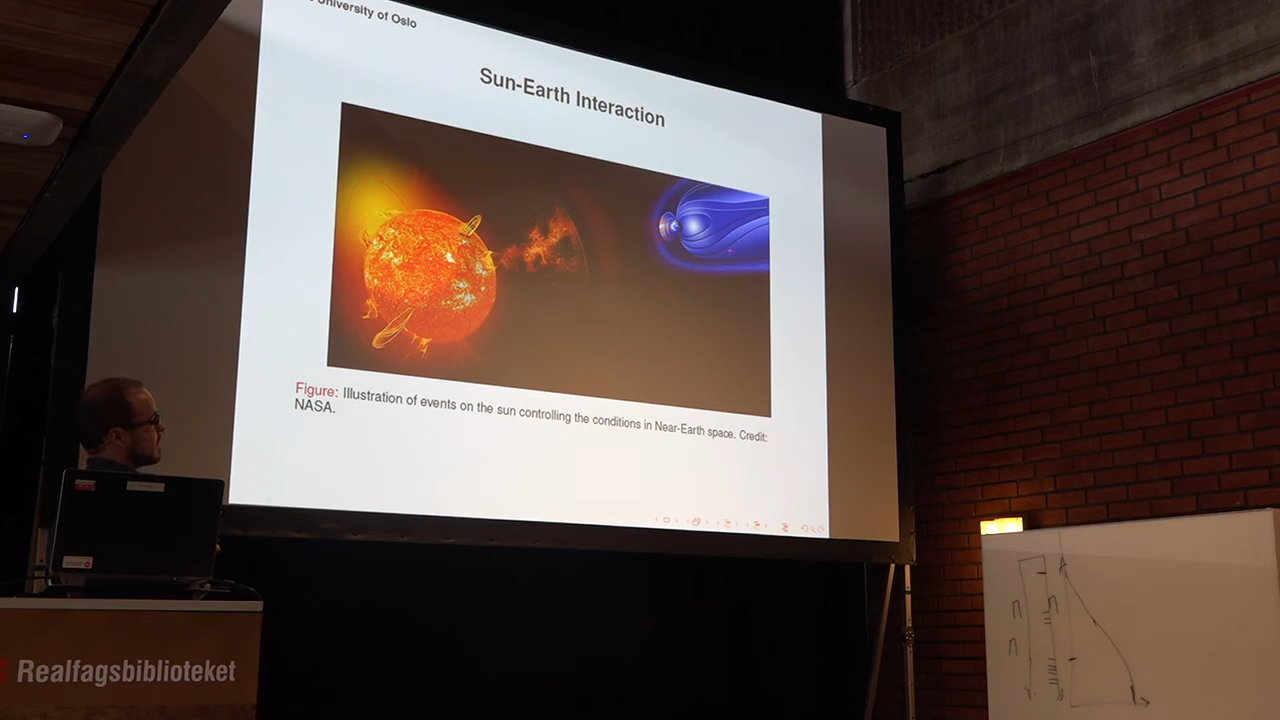 University of Oslo
Sun-Earth Interaction
Figure: Illustration of events on the sun controlling the conditions in Near-Earth space. Credit:
NASA.
Realfagsbiblioteket
n
n
n